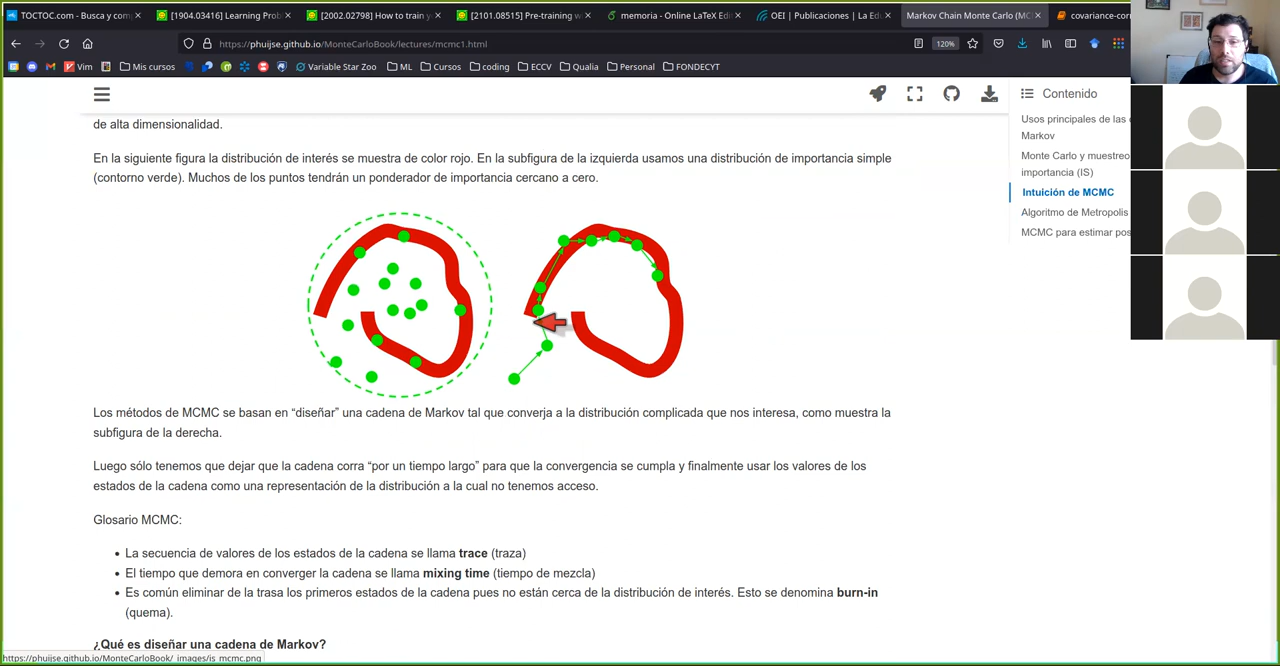 TOCTOC.com - Busca y com
[1904.03416] Learning Prob
[2002.02798] How to train y
[2101.08515] Pre-training w
memoria - Online LaTeX Edit
OEI | Publicaciones | La Edu
Markov Chain Monte Carlo (MC
covariance-corr
https://phuijse.github.io/MonteCarloBook/lectures/mcmc1.html
120%
Vim
Mis cursos
Variable Star Zoo
ML
Cursos
coding
ECCV
Qualia
Personal
FONDECYT
Contenido
Usos principales de las
Markov
Monte Carlo y muestreo
importancia (IS)
Intuición de MCMC
Algoritmo de Metropolis
MCMC para estimar pos
de alta dimensionalidad.
En la siguiente figura la distribución de interés se muestra de color rojo. En la subfigura de la izquierda usamos una distribución de importancia simple
(contorno verde). Muchos de los puntos tendrán un ponderador de importancia cercano a cero.
Los métodos de MCMC se basan en “diseñar” una cadena de Markov tal que converja a la distribución complicada que nos interesa, como muestra la
subfigura de la derecha.
Luego sólo tenemos que dejar que la cadena corra “por un tiempo largo” para que la convergencia se cumpla y finalmente usar los valores de los
estados de la cadena como una representación de la distribución a la cual no tenemos acceso.
Glosario MCMC:
• La secuencia de valores de los estados de la cadena se llama trace (traza)
• El tiempo que demora en converger la cadena se llama mixing time (tiempo de mezcla)
• Es común eliminar de la trasa los primeros estados de la cadena pues no están cerca de la distribución de interés. Esto se denomina burn-in
(quema).
¿Qué es diseñar una cadena de Markov?
https://phuijse.github.io/MonteCarloBook/_images/is_mcmc.png